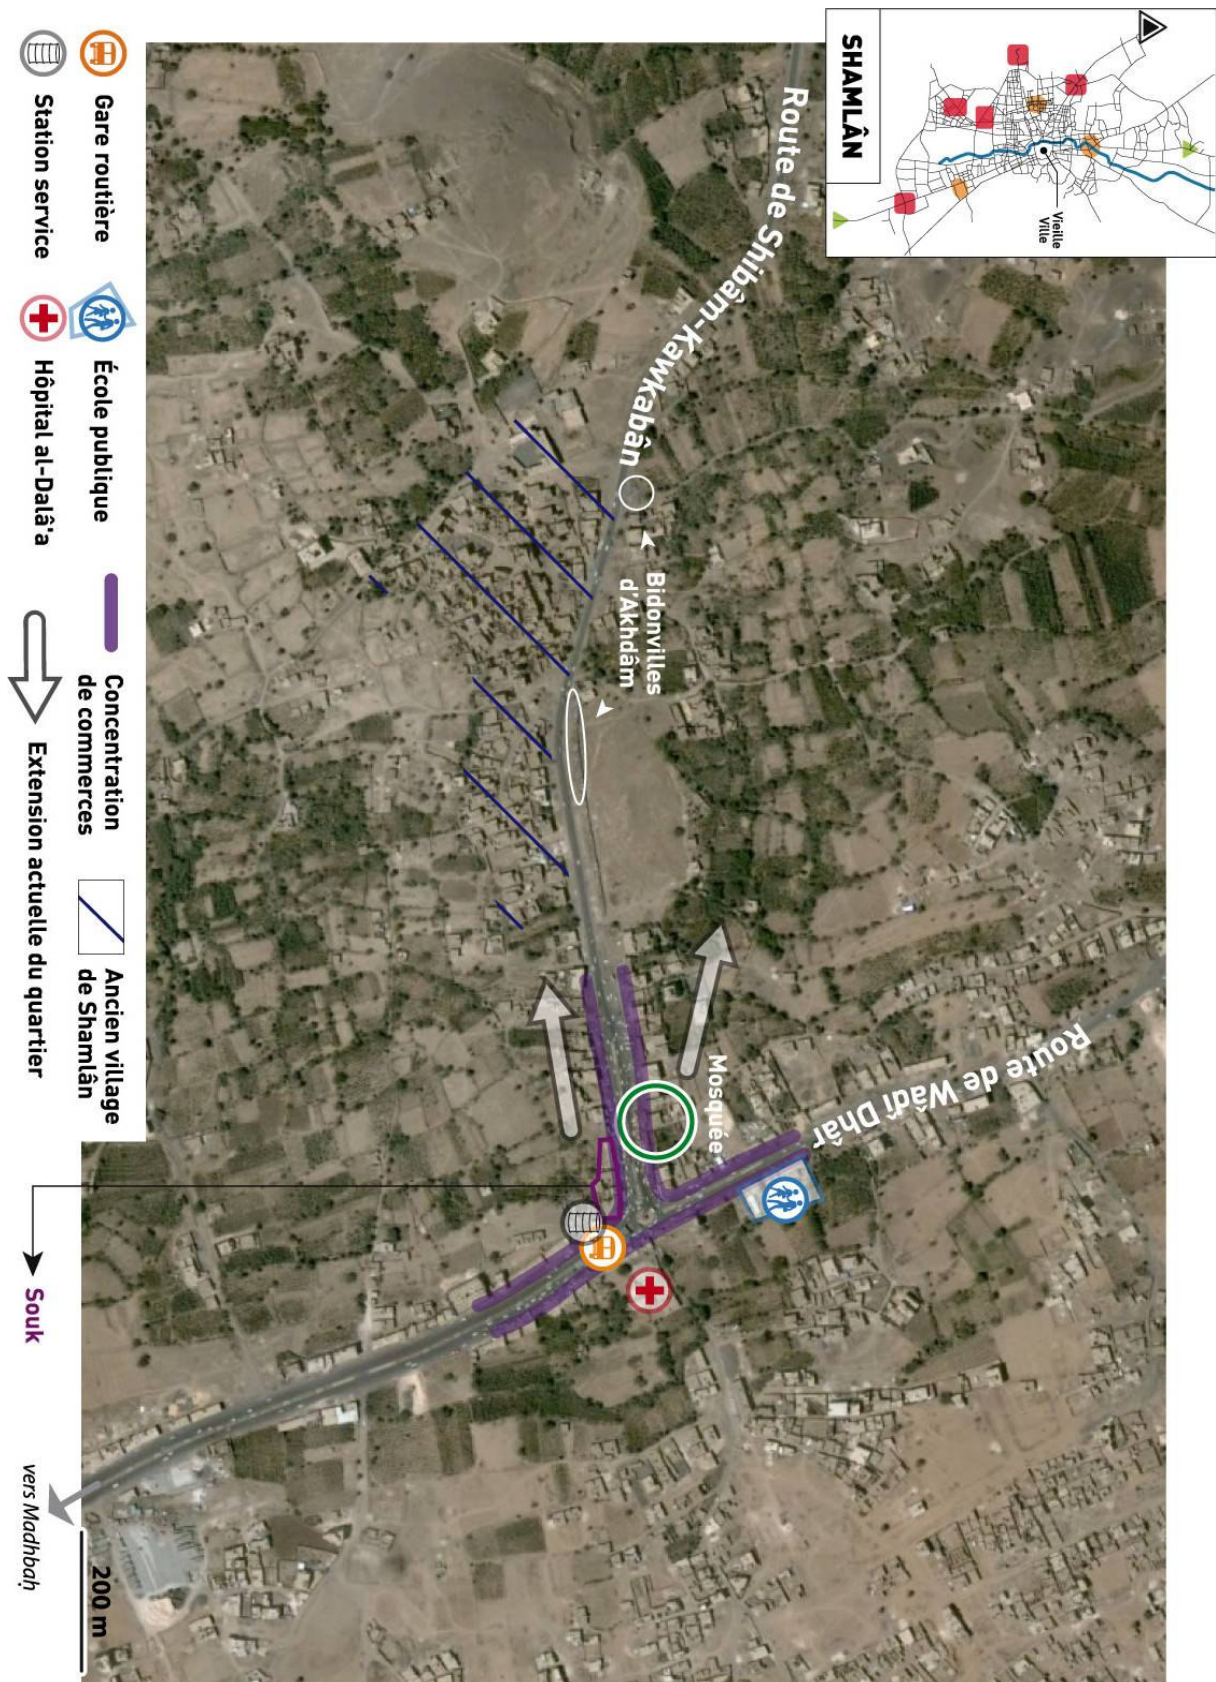 SHAMLÂN
Vieille
Ville
Route de Shibâm-Kawkabân
Bidonvilles
d'Akhdâm
Mosquée
Route de Wâdî Dhâr
Gare routière
Station service
École publique
Hôpital al-Dalâ'a
Concentration
de commerces
Extension actuelle du quartier
Ancien village
de Shamlân
Souk
vers Madhbaḥ
200 m